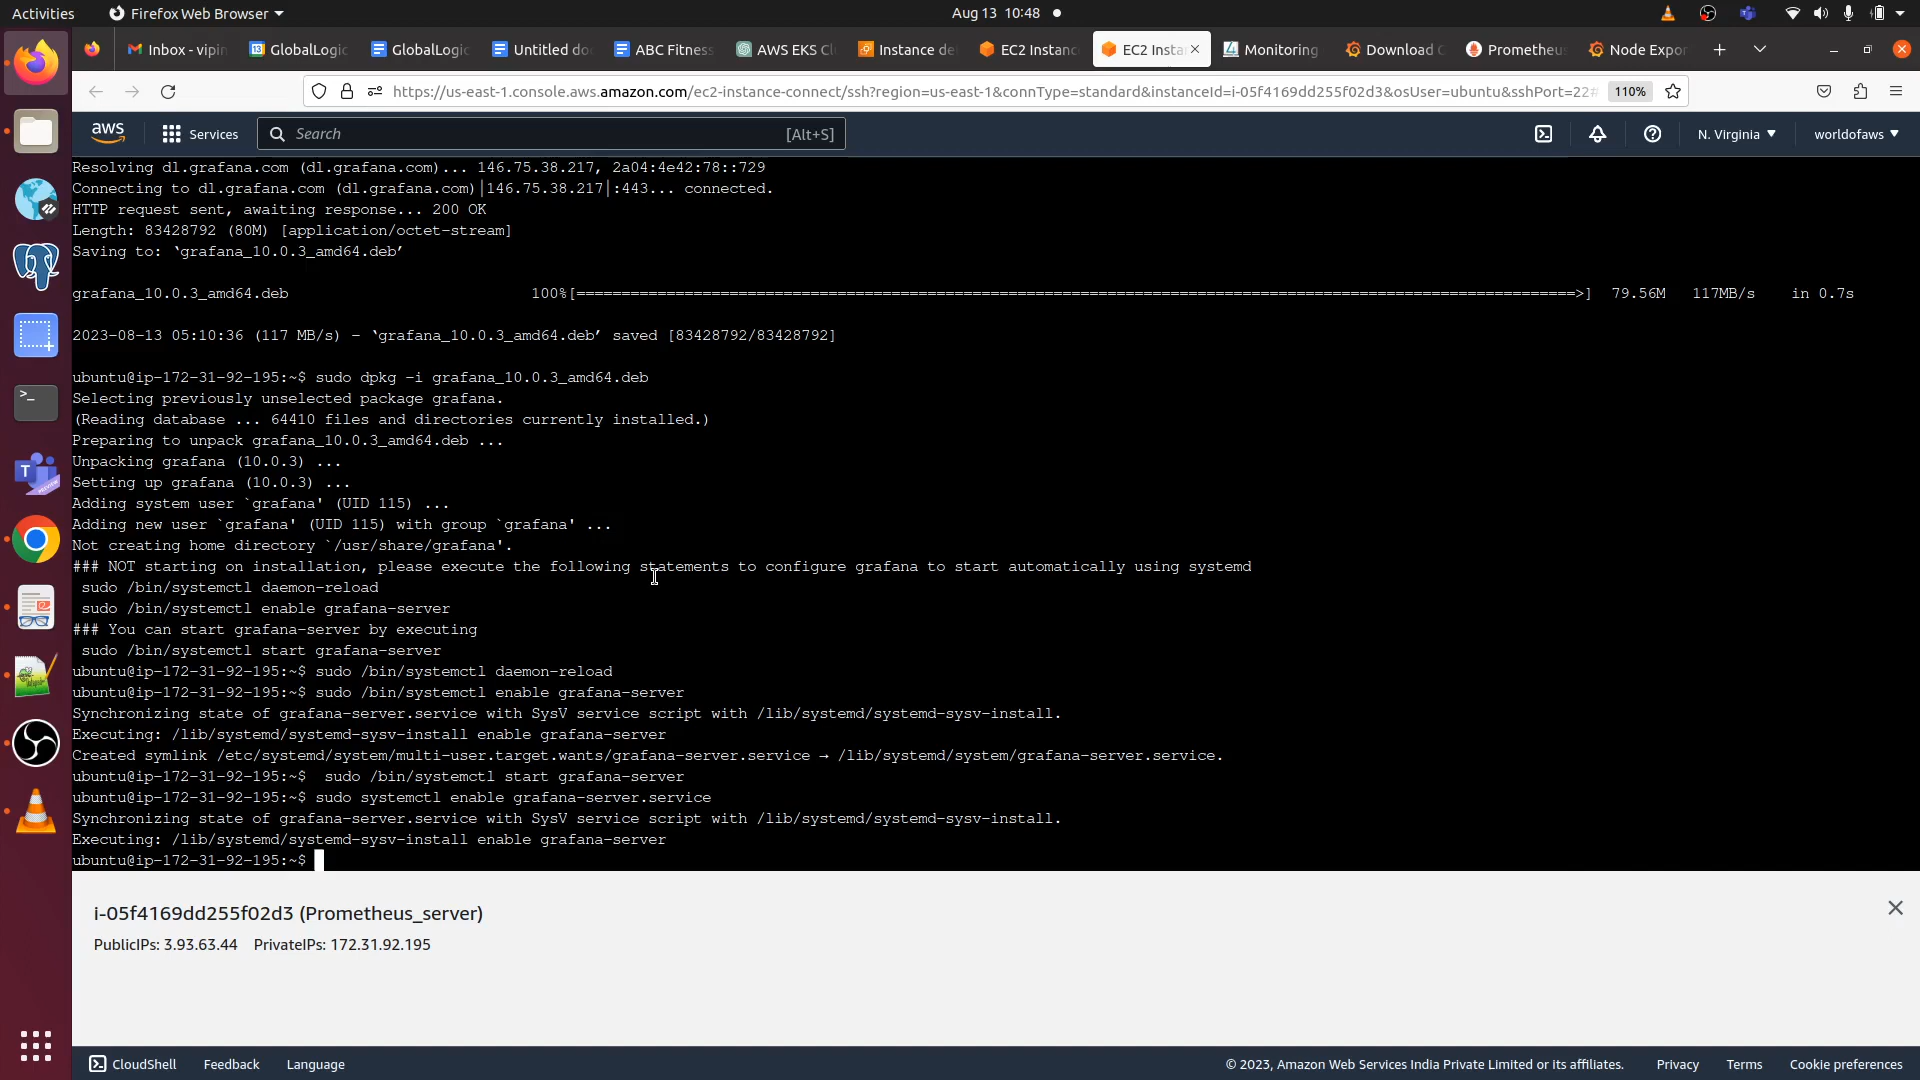 Activities
Firefox Web Browser
Aug 13 10:48
Inbox - vipin
GlobalLogic
GlobalLogic
Untitled do
ABC Fitness
AWS EKS Cl
Instance de
EC2 Instanc
EC2 Insta
Monitoring
Download G
Prometheus
Node Expor
https://us-east-1.console.aws.amazon.com/ec2-instance-connect/ssh?region=us-east-1&connType=standard&instanceId=i-05f4169dd255f02d3&osUser=ubuntu&sshPort=22#
110%
aws
Services
Search
[Alt+S]
N. Virginia
worldofaws
Resolving dl.grafana.com (dl.grafana.com)... 146.75.38.217, 2a04:4e42:78::729
Connecting to dl.grafana.com (dl.grafana.com)|146.75.38.217|:443... connected.
HTTP request sent, awaiting response... 200 OK
Length: 83428792 (80M) [application/octet-stream]
Saving to: ‘grafana_10.0.3_amd64.deb’
grafana_10.0.3_amd64.deb 100%[===============================================================================================================>] 79.56M 117MB/s in 0.7s
2023-08-13 05:10:36 (117 MB/s) - ‘grafana_10.0.3_amd64.deb’ saved [83428792/83428792]
ubuntu@ip-172-31-92-195:~$ sudo dpkg -i grafana_10.0.3_amd64.deb
Selecting previously unselected package grafana.
(Reading database ... 64410 files and directories currently installed.)
Preparing to unpack grafana_10.0.3_amd64.deb ...
Unpacking grafana (10.0.3) ...
Setting up grafana (10.0.3) ...
Adding system user `grafana' (UID 115) ...
Adding new user `grafana' (UID 115) with group `grafana' ...
Not creating home directory `/usr/share/grafana'.
### NOT starting on installation, please execute the following statements to configure grafana to start automatically using systemd
 sudo /bin/systemctl daemon-reload
 sudo /bin/systemctl enable grafana-server
### You can start grafana-server by executing
 sudo /bin/systemctl start grafana-server
ubuntu@ip-172-31-92-195:~$ sudo /bin/systemctl daemon-reload
ubuntu@ip-172-31-92-195:~$ sudo /bin/systemctl enable grafana-server
Synchronizing state of grafana-server.service with SysV service script with /lib/systemd/systemd-sysv-install.
Executing: /lib/systemd/systemd-sysv-install enable grafana-server
Created symlink /etc/systemd/system/multi-user.target.wants/grafana-server.service → /lib/systemd/system/grafana-server.service.
ubuntu@ip-172-31-92-195:~$  sudo /bin/systemctl start grafana-server
ubuntu@ip-172-31-92-195:~$ sudo systemctl enable grafana-server.service
Synchronizing state of grafana-server.service with SysV service script with /lib/systemd/systemd-sysv-install.
Executing: /lib/systemd/systemd-sysv-install enable grafana-server
ubuntu@ip-172-31-92-195:~$
i-05f4169dd255f02d3 (Prometheus_server)
PublicIPs: 3.93.63.44 PrivateIPs: 172.31.92.195
CloudShell
Feedback
Language
© 2023, Amazon Web Services India Private Limited or its affiliates.
Privacy
Terms
Cookie preferences